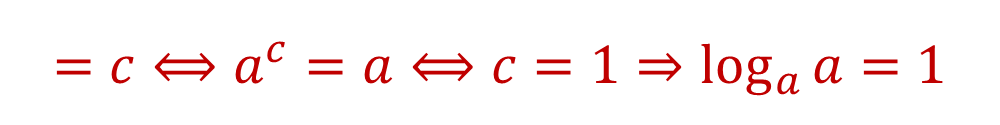 = c ⟺ a^c = a ⟺ c = 1 ⇒ log_a a = 1